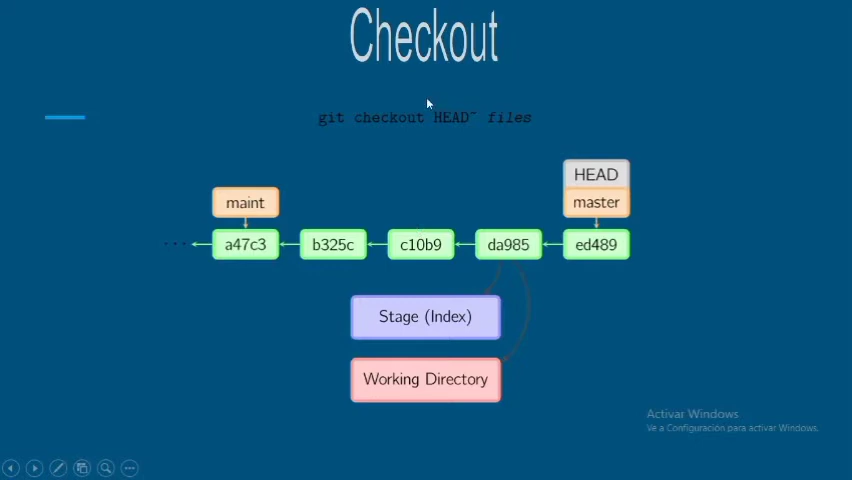 Checkout
git checkout HEAD~ files
HEAD
maint
master
... a47c3 b325c c10b9 da985 ed489
Stage (Index)
Working Directory
Activar Windows
Ve a Configuración para activar Windows.